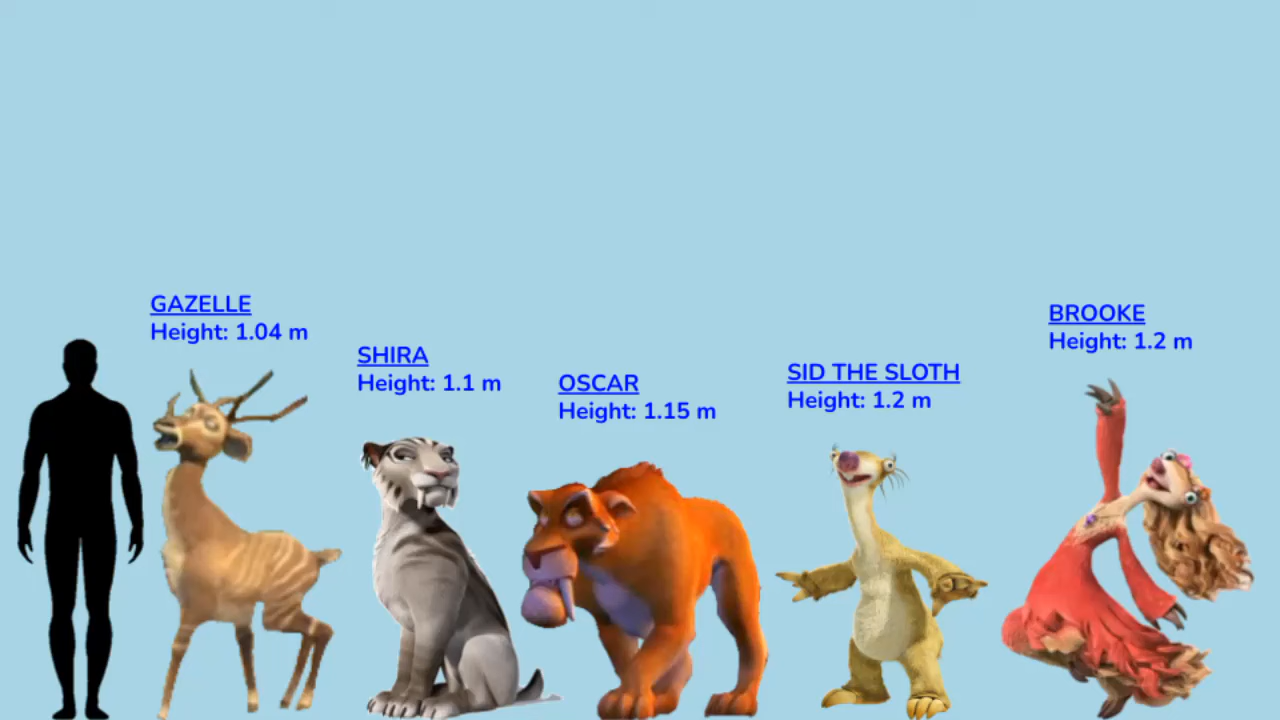 GAZELLE
Height: 1.04 m
SHIRA
Height: 1.1 m
OSCAR
Height: 1.15 m
SID THE SLOTH
Height: 1.2 m
BROOKE
Height: 1.2 m